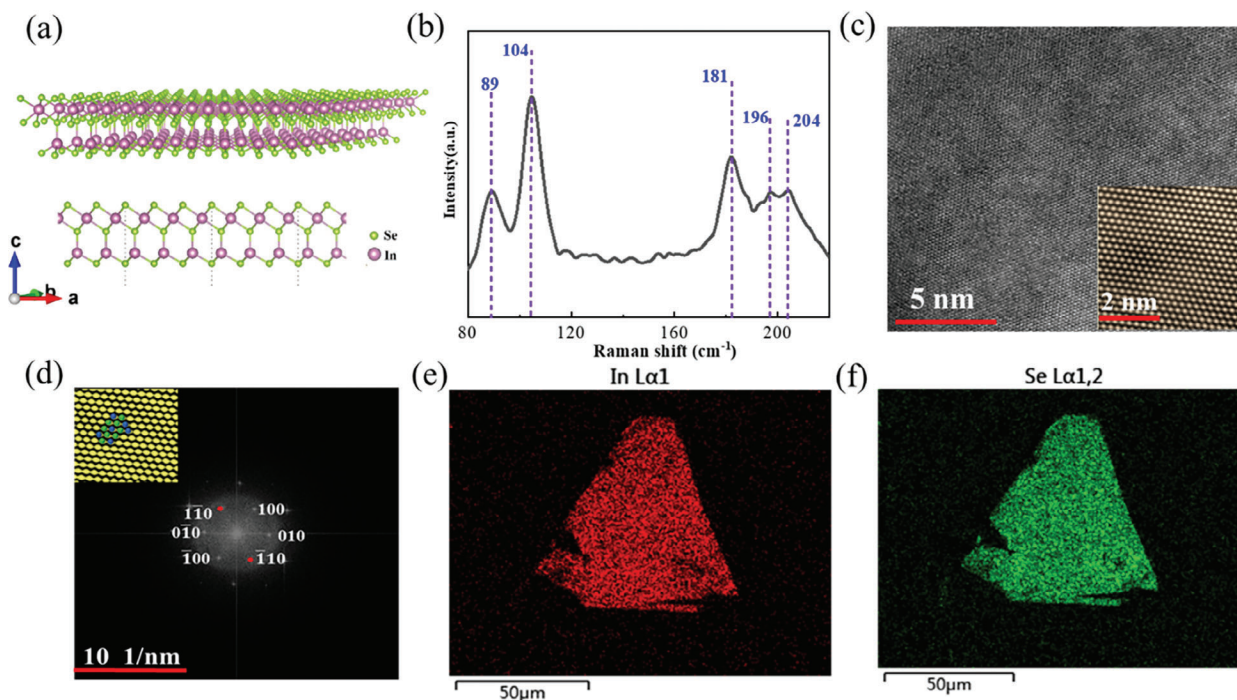 (a)
Se
In
c
b
a
(b)
104
89
181
196
204
Intensity(a.u.)
80
120
160
200
Raman shift (cm⁻¹)
(c)
5 nm
2 nm
(d)
11̅0
100
01̅0
010
1̅00
1̅10
10 1/nm
(e)
In Lα1
50μm
(f)
Se Lα1,2
50μm